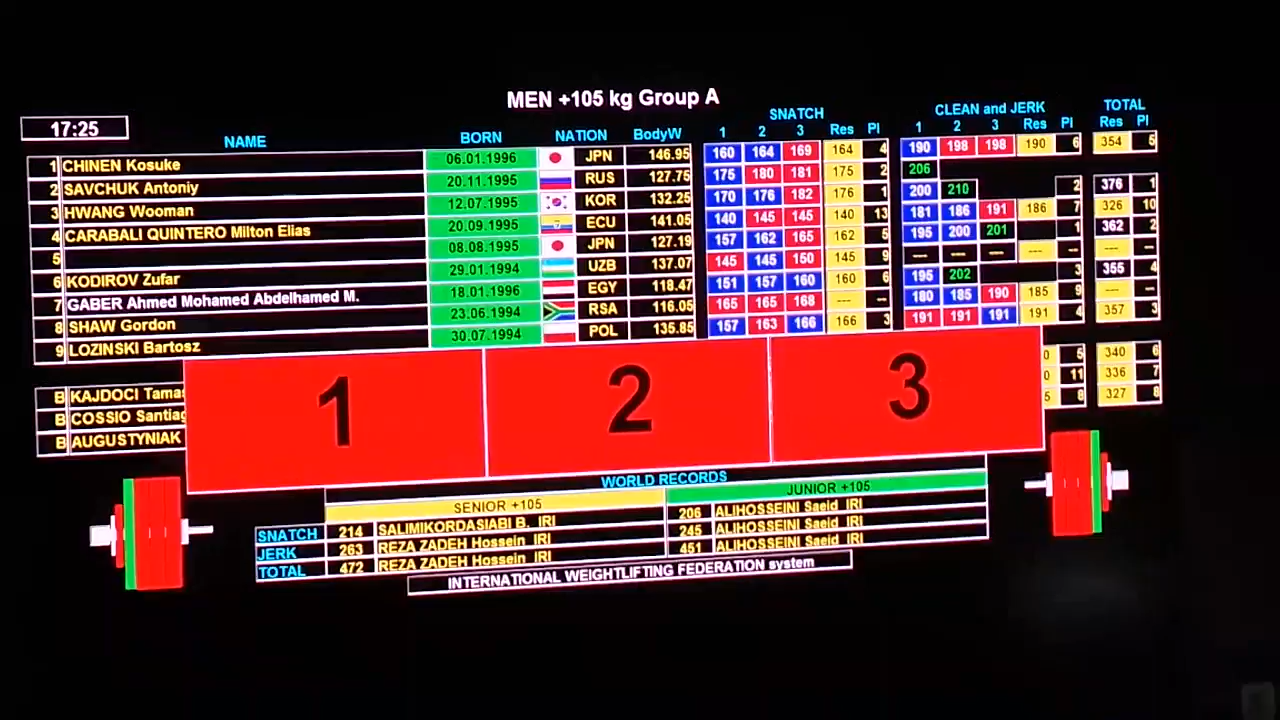 MEN +105 kg Group A
17:25
SNATCH CLEAN and JERK TOTAL
NAME BORN NATION BodyW 1 2 3 Res Pl 1 2 3 Res Pl Res Pl
1 CHINEN Kosuke 06.01.1996 JPN 146.95 160 164 169 164 4 190 198 198 190 6 354 5
2 SAVCHUK Antoniy 20.11.1995 RUS 127.75 175 180 181 175 2 206
3 HWANG Wooman 12.07.1995 KOR 132.25 170 176 182 176 1 200 210 2 376 1
4 CARABALI QUINTERO Milton Elias 20.09.1995 ECU 141.05 140 145 145 140 13 181 186 191 186 7 326 10
5 08.08.1995 JPN 127.19 157 162 165 162 5 195 200 201 1 362 2
6 KODIROV Zufar 29.01.1994 UZB 137.07 145 145 150 145 9 --- --- --- --- -- --- --
7 GABER Ahmed Mohamed Abdelhamed M. 18.01.1996 EGY 118.47 151 157 160 160 6 195 202 3 355 4
8 SHAW Gordon 23.06.1994 RSA 116.05 165 165 168 --- -- 180 185 190 185 9 --- --
9 LOZINSKI Bartosz 30.07.1994 POL 135.85 157 163 166 166 3 191 191 191 191 4 357 3
B KAJDOCI Tamas 0 5 340 6
B COSSIO Santiag 0 11 336 7
B AUGUSTYNIAK 5 8 327 8
1 2 3
WORLD RECORDS
SENIOR +105 JUNIOR +105
SNATCH 214 SALIMIKORDASIABI B. IRI 206 ALIHOSSEINI Saeid IRI
JERK 263 REZA ZADEH Hossein IRI 245 ALIHOSSEINI Saeid IRI
TOTAL 472 REZA ZADEH Hossein IRI 451 ALIHOSSEINI Saeid IRI
INTERNATIONAL WEIGHTLIFTING FEDERATION system